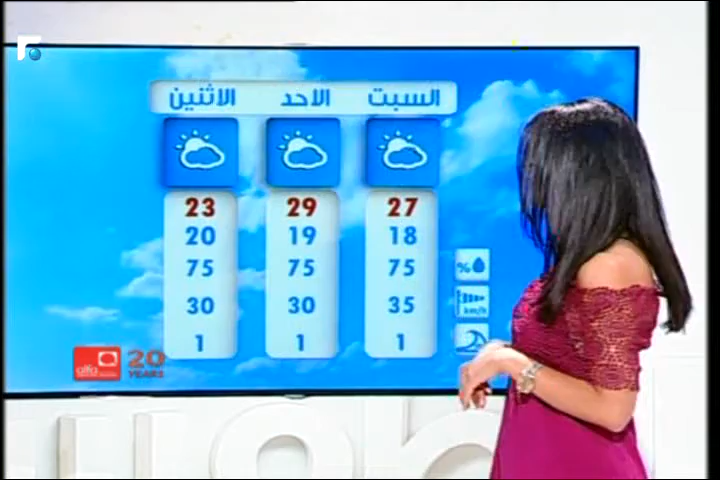 السبت الاحد الاثنين
27 29 23
18 19 20
75 75 75 %
35 30 30 km/h
1 1 1
alfa 20 YEARS